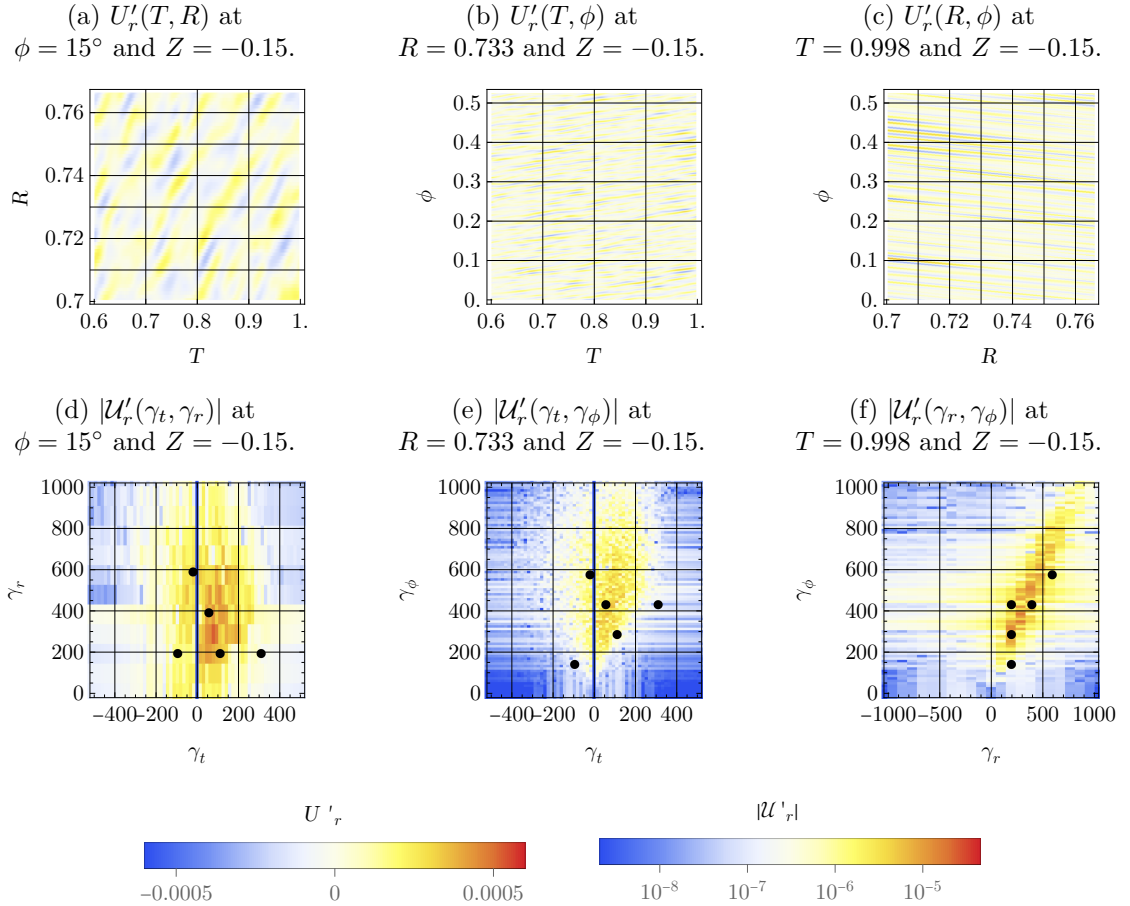 (a) U′r(T, R) at
ϕ = 15° and Z = −0.15.
(b) U′r(T, ϕ) at
R = 0.733 and Z = −0.15.
(c) U′r(R, ϕ) at
T = 0.998 and Z = −0.15.
R
0.76
0.74
0.72
0.7
0.6 0.7 0.8 0.9 1.
T
ϕ
0.5
0.4
0.3
0.2
0.1
0.
0.6 0.7 0.8 0.9 1.
T
ϕ
0.5
0.4
0.3
0.2
0.1
0.
0.7 0.72 0.74 0.76
R
(d) |𝒰′r(γt, γr)| at
ϕ = 15° and Z = −0.15.
(e) |𝒰′r(γt, γϕ)| at
R = 0.733 and Z = −0.15.
(f) |𝒰′r(γr, γϕ)| at
T = 0.998 and Z = −0.15.
γr
1000
800
600
400
200
0
−400 −200 0 200 400
γt
γϕ
1000
800
600
400
200
0
−400 −200 0 200 400
γt
γϕ
1000
800
600
400
200
0
−1000 −500 0 500 1000
γr
U ′r
−0.0005 0 0.0005
|𝒰 ′r|
10⁻⁸ 10⁻⁷ 10⁻⁶ 10⁻⁵